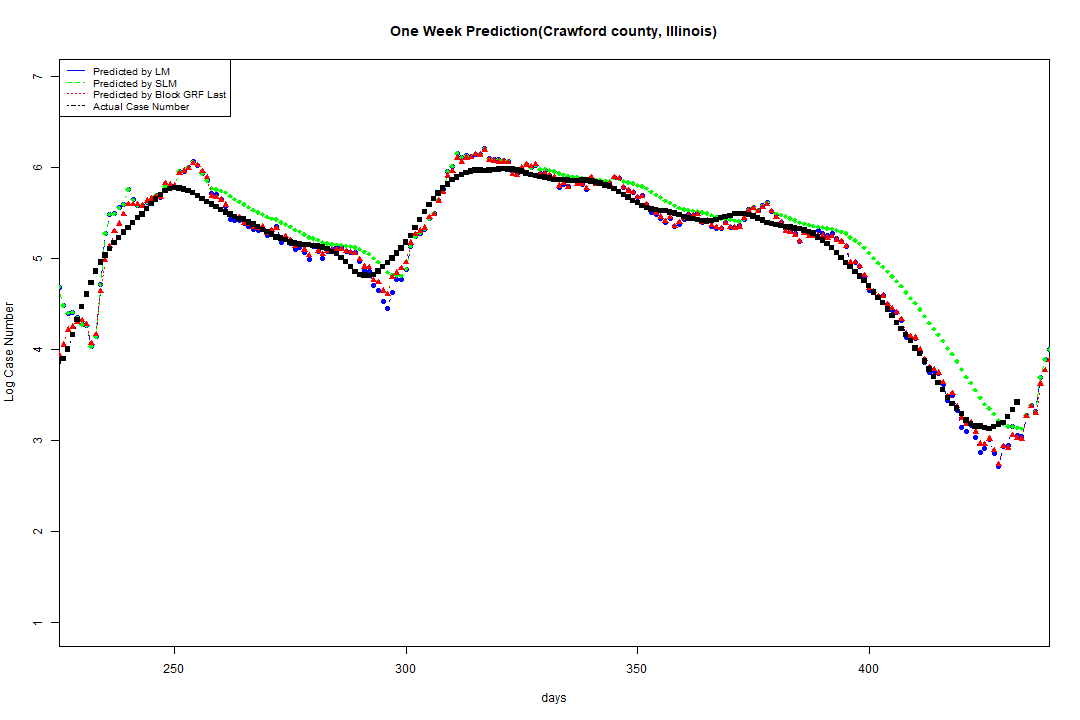 One Week Prediction(Crawford county, Illinois)
Predicted by LM
Predicted by SLM
Predicted by Block GRF Last
Actual Case Number
7
6
5
4
3
2
1
Log Case Number
250 300 350 400
days